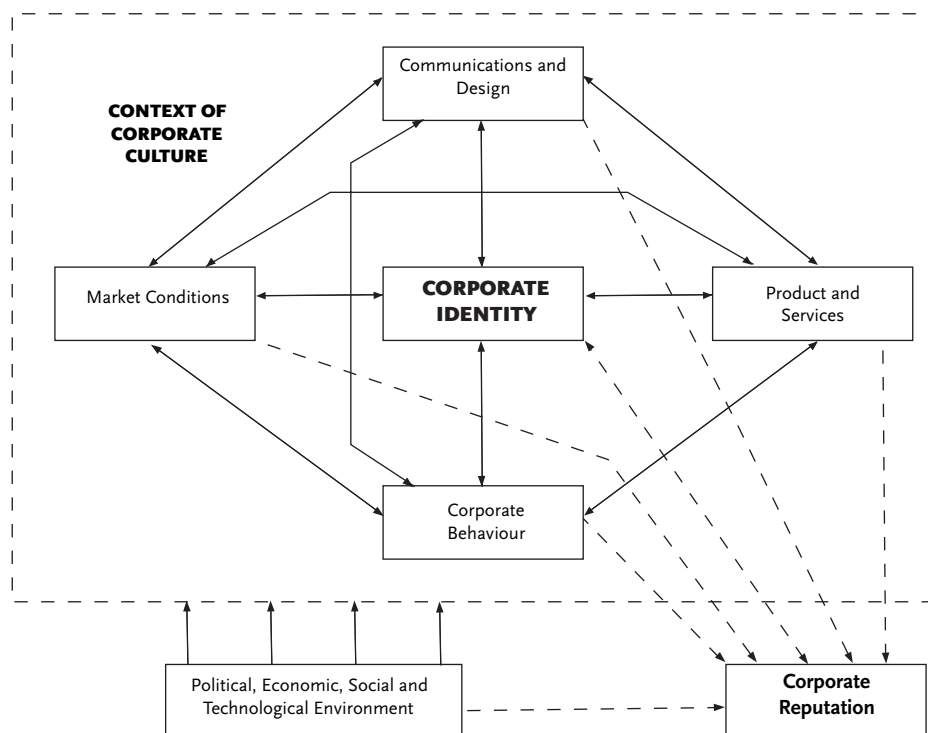 Communications and
Design
CONTEXT OF
CORPORATE
CULTURE
Market Conditions
CORPORATE
IDENTITY
Product and
Services
Corporate
Behaviour
Political, Economic, Social and
Technological Environment
Corporate
Reputation